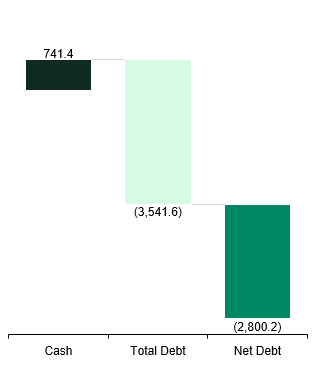 741.4
(3,541.6)
(2,800.2)
Cash Total Debt Net Debt